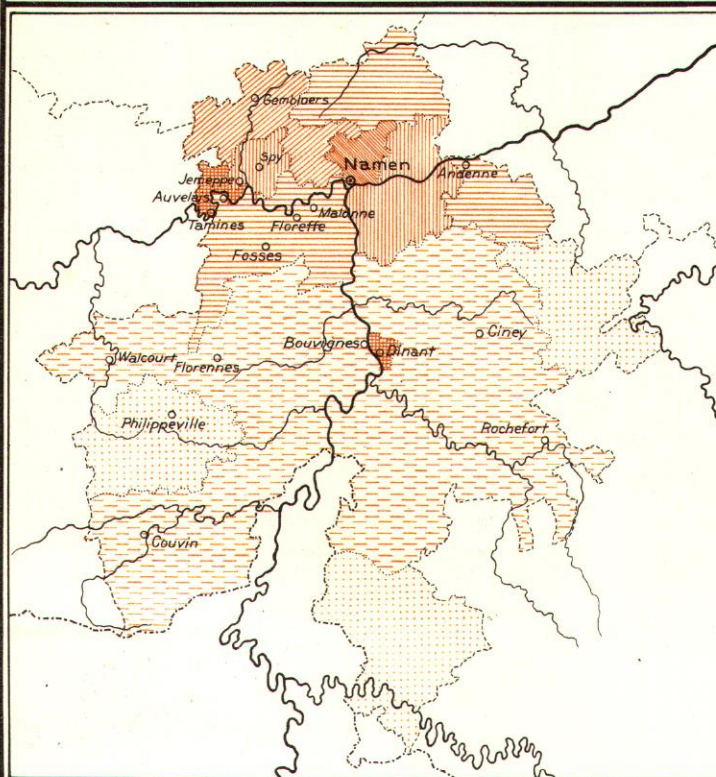 Gembloers
Spy
Namen
Andenne
Jemeppe
Auvelais
Malonne
Tamines
Floreffe
Fosses
Ciney
Bouvignes
Dinant
Walcourt
Florennes
Philippeville
Rochefort
Couvin